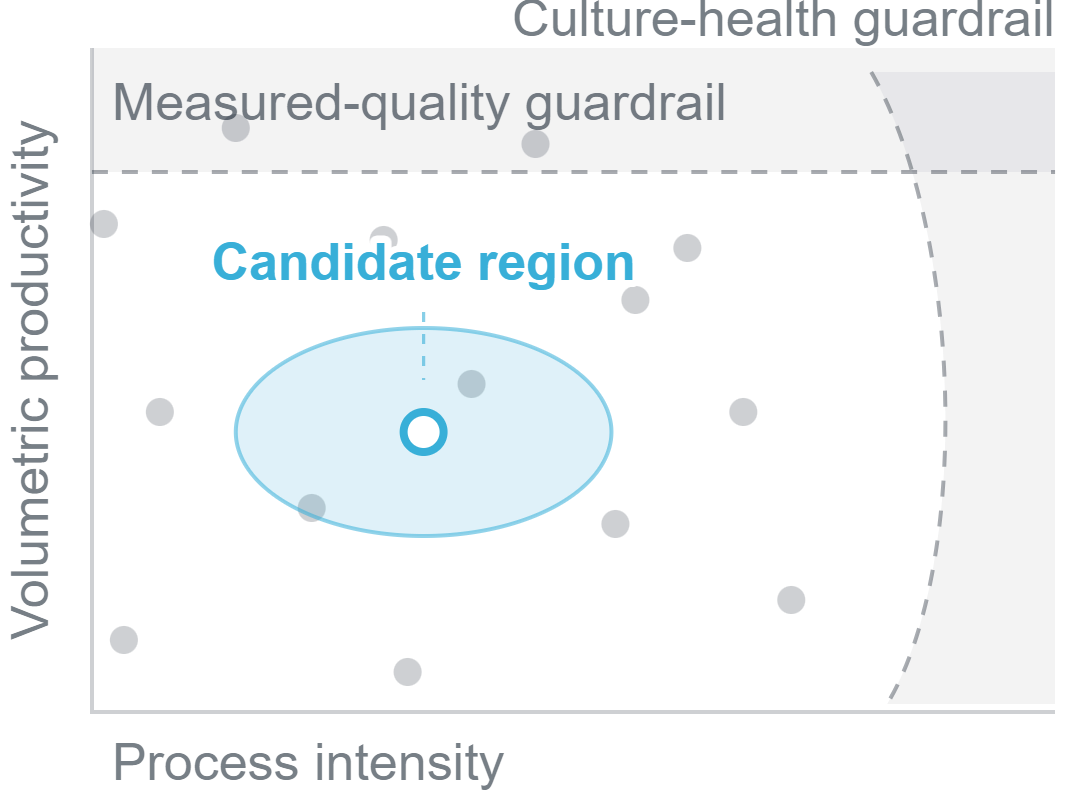 Culture-health guardrail
Measured-quality guardrail
Volumetric productivity
Candidate region
Process intensity